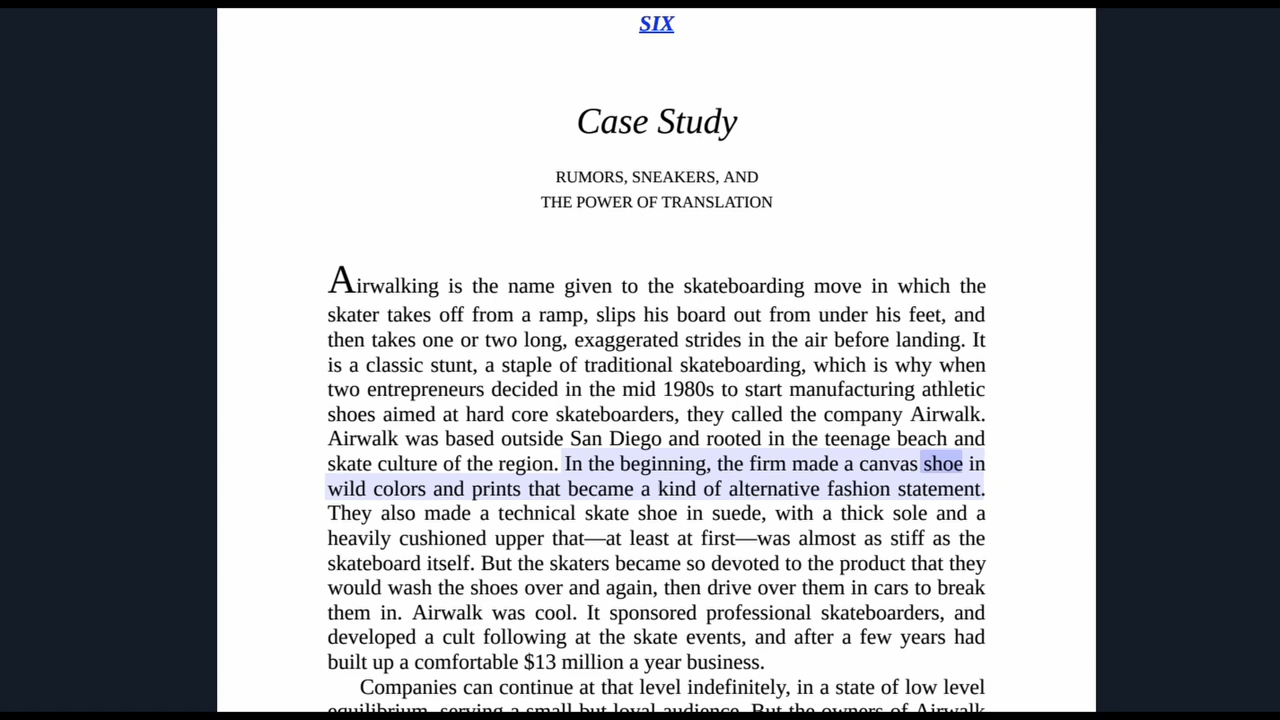 SIX
Case Study
RUMORS, SNEAKERS, AND
THE POWER OF TRANSLATION
Airwalking is the name given to the skateboarding move in which the
skater takes off from a ramp, slips his board out from under his feet, and
then takes one or two long, exaggerated strides in the air before landing. It
is a classic stunt, a staple of traditional skateboarding, which is why when
two entrepreneurs decided in the mid 1980s to start manufacturing athletic
shoes aimed at hard core skateboarders, they called the company Airwalk.
Airwalk was based outside San Diego and rooted in the teenage beach and
skate culture of the region. In the beginning, the firm made a canvas shoe in
wild colors and prints that became a kind of alternative fashion statement.
They also made a technical skate shoe in suede, with a thick sole and a
heavily cushioned upper that—at least at first—was almost as stiff as the
skateboard itself. But the skaters became so devoted to the product that they
would wash the shoes over and again, then drive over them in cars to break
them in. Airwalk was cool. It sponsored professional skateboarders, and
developed a cult following at the skate events, and after a few years had
built up a comfortable $13 million a year business.
Companies can continue at that level indefinitely, in a state of low level
equilibrium, serving a small but loyal audience. But the owners of Airwalk